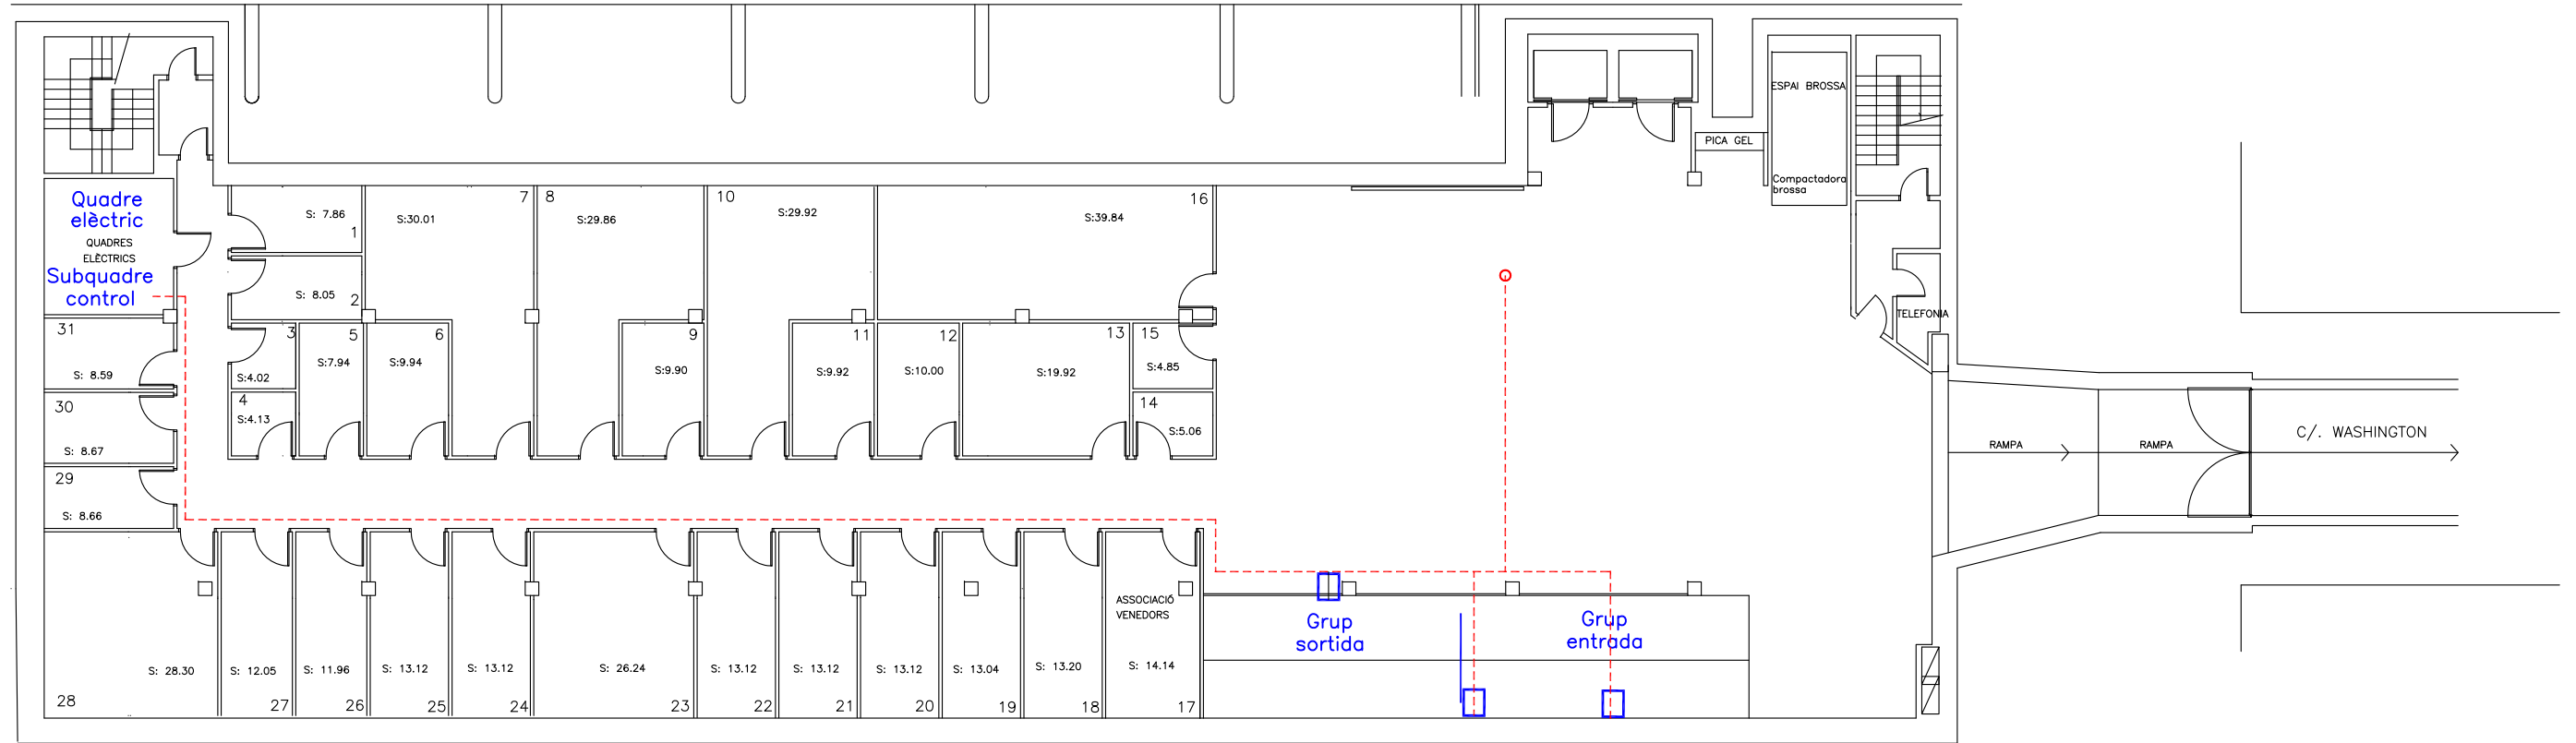 ESPAI BROSSA
PICA GEL
Compactadora
brossa
Quadre
elèctric
QUADRES
ELÈCTRICS
Subquadre
control
S: 7.86
1
S:30.01
7
8
S:29.86
10
S:29.92
16
S:39.84
S: 8.05
2
TELEFONIA
31
S: 8.59
3
S:4.02
5
S:7.94
6
S:9.94
9
S:9.90
11
S:9.92
12
S:10.00
13
S:19.92
15
S:4.85
30
S: 8.67
4
S:4.13
14
S:5.06
RAMPA
RAMPA
C/. WASHINGTON
29
S: 8.66
ASSOCIACIÓ
VENEDORS
Grup
sortida
Grup
entrada
S: 28.30
28
S: 12.05
27
S: 11.96
26
S: 13.12
25
S: 13.12
24
S: 26.24
23
S: 13.12
22
S: 13.12
21
S: 13.12
20
S: 13.04
19
S: 13.20
18
S: 14.14
17